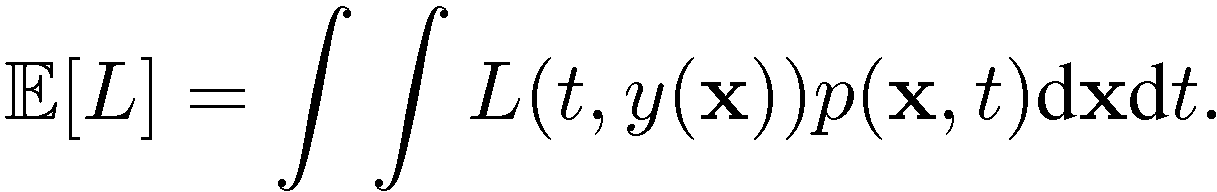 𝔼[L] = ∫∫ L(t, y(𝐱))p(𝐱, t)d𝐱dt.